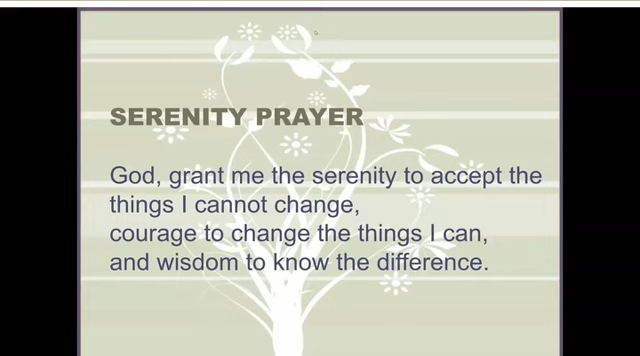 SERENITY PRAYER
God, grant me the serenity to accept the
things I cannot change,
courage to change the things I can,
and wisdom to know the difference.